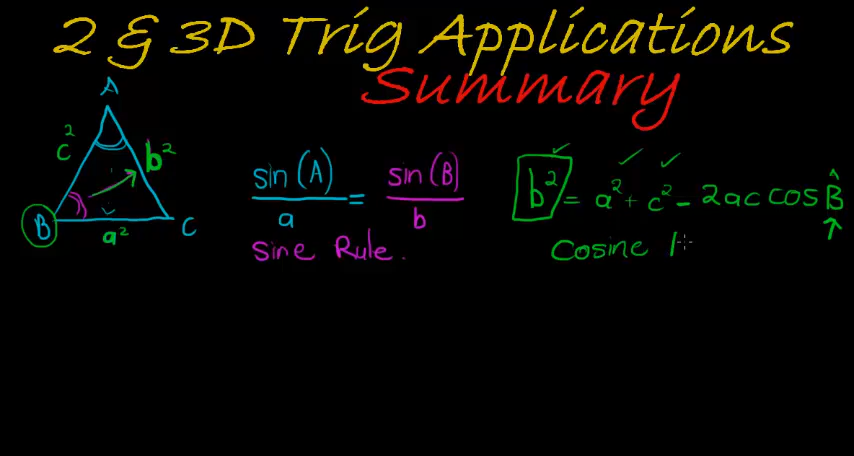 2 & 3D Trig Applications
Summary
A
c²
b²
B
a²
C
sin(A)/a = sin(B)/b
Sine Rule.
b² = a² + c² - 2ac cos B̂
Cosine